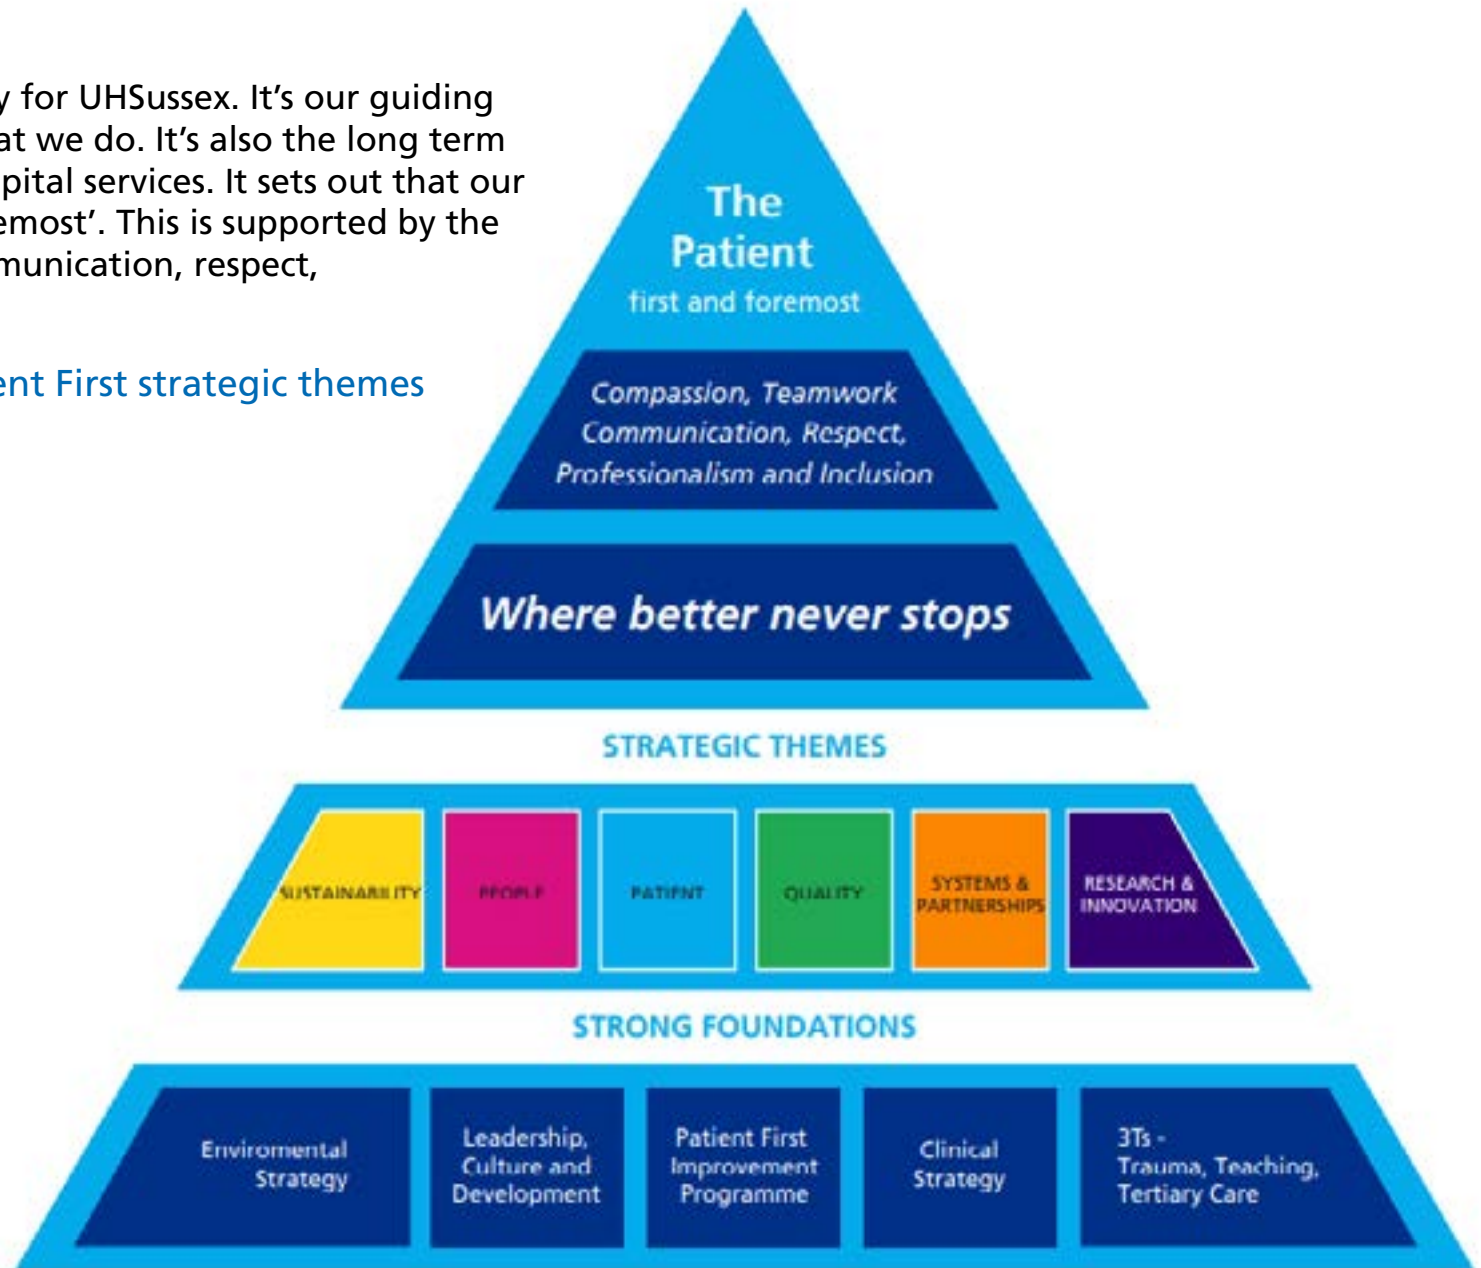 y for UHSussex. It’s our guiding
at we do. It’s also the long term
pital services. It sets out that our
emost’. This is supported by the
munication, respect,
ent First strategic themes
The
Patient
first and foremost
Compassion, Teamwork
Communication, Respect,
Professionalism and Inclusion
Where better never stops
STRATEGIC THEMES
SUSTAINABILITY
PEOPLE
PATIENT
QUALITY
SYSTEMS &
PARTNERSHIPS
RESEARCH &
INNOVATION
STRONG FOUNDATIONS
Enviromental
Strategy
Leadership,
Culture and
Development
Patient First
Improvement
Programme
Clinical
Strategy
3Ts -
Trauma, Teaching,
Tertiary Care